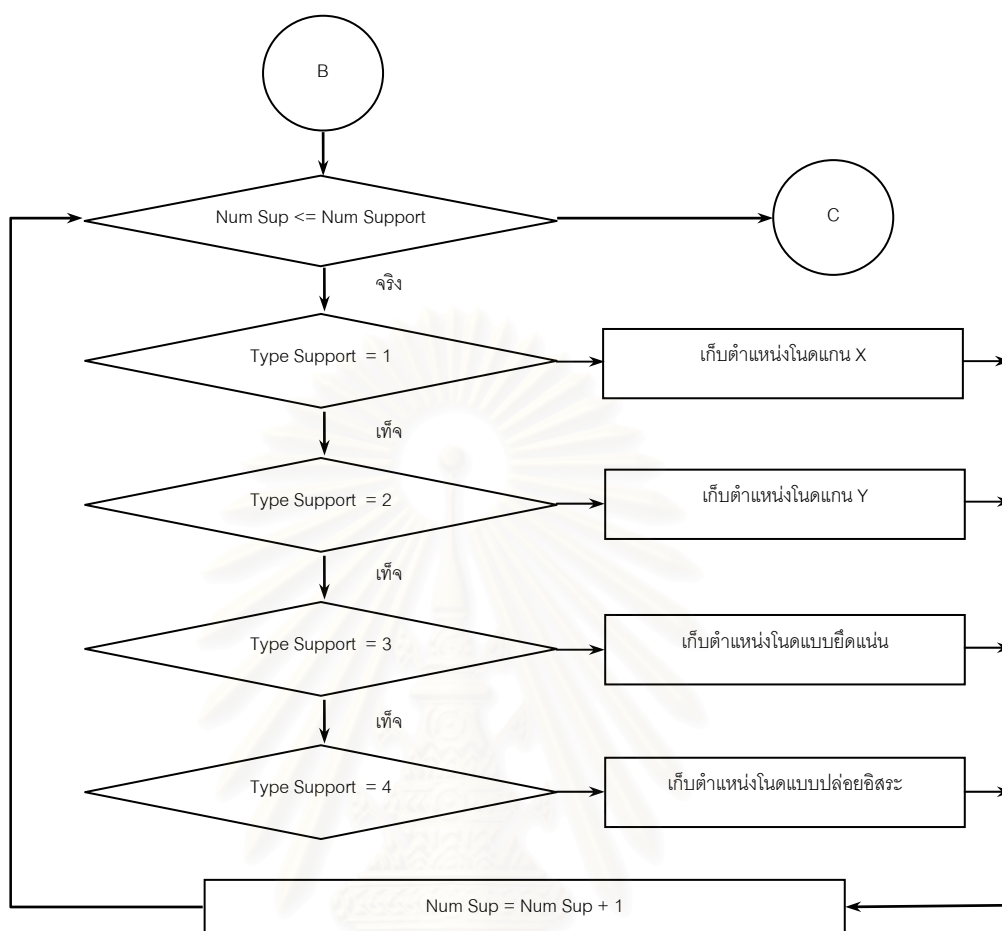 B
Num Sup <= Num Support
C
จริง
Type Support = 1
เก็บตำแหน่งโนดแกน X
เท็จ
Type Support = 2
เก็บตำแหน่งโนดแกน Y
เท็จ
Type Support = 3
เก็บตำแหน่งโนดแบบยึดแน่น
เท็จ
Type Support = 4
เก็บตำแหน่งโนดแบบปล่อยอิสระ
Num Sup = Num Sup + 1